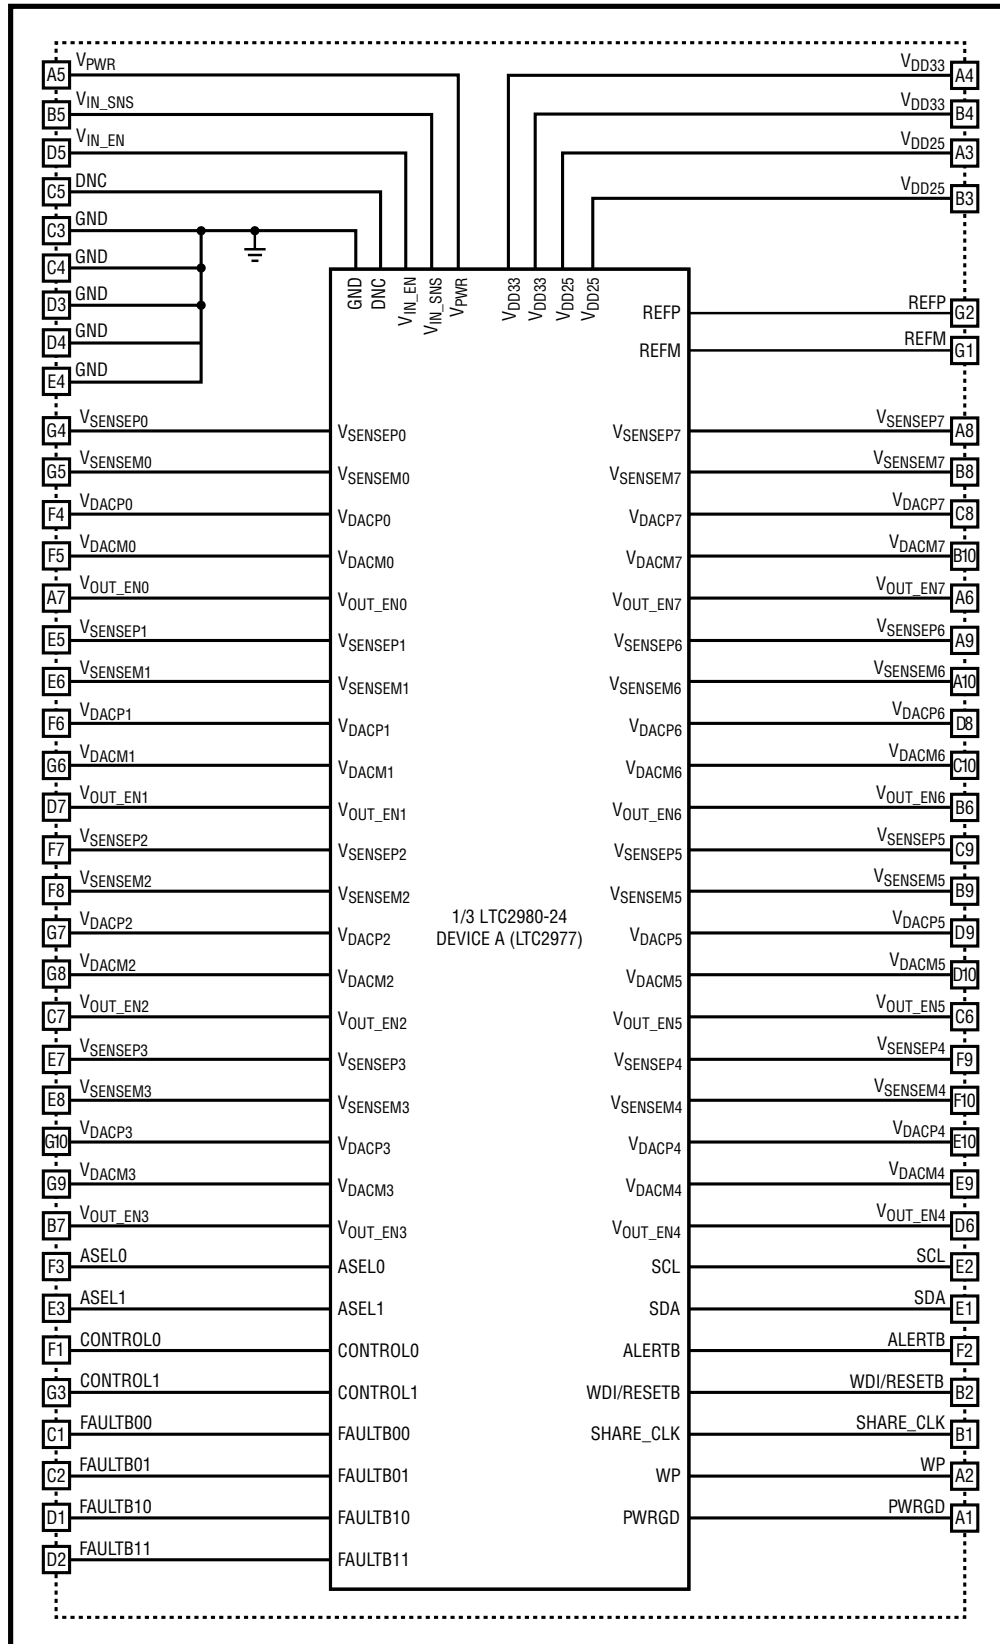 A5 VPWR
B5 VIN_SNS
D5 VIN_EN
C5 DNC
C3 GND
C4 GND
D3 GND
D4 GND
E4 GND
VDD33 A4
VDD33 B4
VDD25 A3
VDD25 B3
GND
DNC
VIN_EN
VIN_SNS
VPWR
VDD33
VDD33
VDD25
VDD25
REFP REFP G2
REFM REFM G1
G4 VSENSEP0 VSENSEP0 VSENSEP7 VSENSEP7 A8
G5 VSENSEM0 VSENSEM0 VSENSEM7 VSENSEM7 B8
F4 VDACP0 VDACP0 VDACP7 VDACP7 C8
F5 VDACM0 VDACM0 VDACM7 VDACM7 B10
A7 VOUT_EN0 VOUT_EN0 VOUT_EN7 VOUT_EN7 A6
E5 VSENSEP1 VSENSEP1 VSENSEP6 VSENSEP6 A9
E6 VSENSEM1 VSENSEM1 VSENSEM6 VSENSEM6 A10
F6 VDACP1 VDACP1 VDACP6 VDACP6 D8
G6 VDACM1 VDACM1 VDACM6 VDACM6 C10
D7 VOUT_EN1 VOUT_EN1 VOUT_EN6 VOUT_EN6 B6
F7 VSENSEP2 VSENSEP2 VSENSEP5 VSENSEP5 C9
F8 VSENSEM2 VSENSEM2 VSENSEM5 VSENSEM5 B9
1/3 LTC2980-24
DEVICE A (LTC2977)
G7 VDACP2 VDACP2 VDACP5 VDACP5 D9
G8 VDACM2 VDACM2 VDACM5 VDACM5 D10
C7 VOUT_EN2 VOUT_EN2 VOUT_EN5 VOUT_EN5 C6
E7 VSENSEP3 VSENSEP3 VSENSEP4 VSENSEP4 F9
E8 VSENSEM3 VSENSEM3 VSENSEM4 VSENSEM4 F10
G10 VDACP3 VDACP3 VDACP4 VDACP4 E10
G9 VDACM3 VDACM3 VDACM4 VDACM4 E9
B7 VOUT_EN3 VOUT_EN3 VOUT_EN4 VOUT_EN4 D6
F3 ASEL0 ASEL0 SCL SCL E2
E3 ASEL1 ASEL1 SDA SDA E1
F1 CONTROL0 CONTROL0 ALERTB ALERTB F2
G3 CONTROL1 CONTROL1 WDI/RESETB WDI/RESETB B2
C1 FAULTB00 FAULTB00 SHARE_CLK SHARE_CLK B1
C2 FAULTB01 FAULTB01 WP WP A2
D1 FAULTB10 FAULTB10 PWRGD PWRGD A1
D2 FAULTB11 FAULTB11